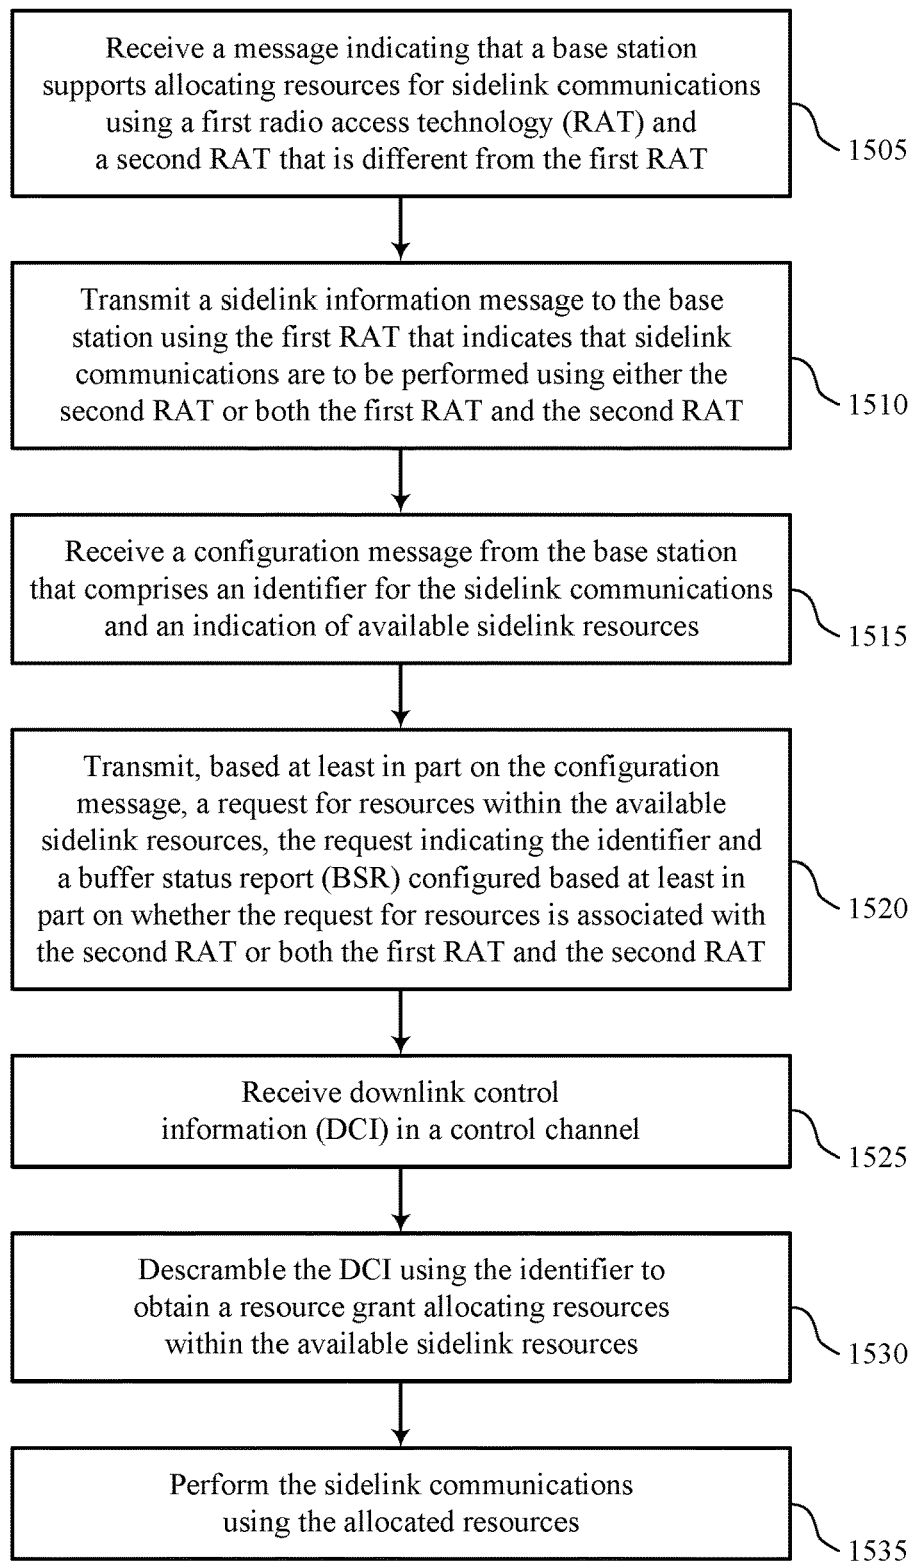 Receive a message indicating that a base station
supports allocating resources for sidelink communications
using a first radio access technology (RAT) and
a second RAT that is different from the first RAT
1505
Transmit a sidelink information message to the base
station using the first RAT that indicates that sidelink
communications are to be performed using either the
second RAT or both the first RAT and the second RAT
1510
Receive a configuration message from the base station
that comprises an identifier for the sidelink communications
and an indication of available sidelink resources
1515
Transmit, based at least in part on the configuration
message, a request for resources within the available
sidelink resources, the request indicating the identifier and
a buffer status report (BSR) configured based at least in
part on whether the request for resources is associated with
the second RAT or both the first RAT and the second RAT
1520
Receive downlink control
information (DCI) in a control channel
1525
Descramble the DCI using the identifier to
obtain a resource grant allocating resources
within the available sidelink resources
1530
Perform the sidelink communications
using the allocated resources
1535